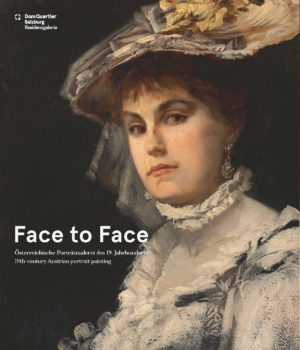 DomQuartier
Salzburg
Residenzgalerie
Face to Face
Österreichische Porträtmalerei des 19. Jahrhunderts
19th-century Austrian portrait painting